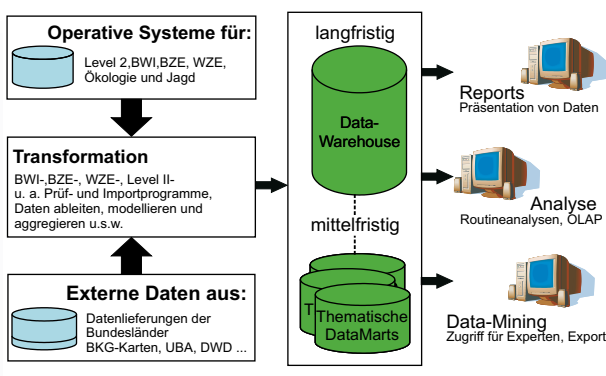 Operative Systeme für:
Level 2,BWI,BZE, WZE,
Ökologie und Jagd
Transformation
BWI-,BZE-, WZE-, Level II-
u. a. Prüf- und Importprogramme,
Daten ableiten, modellieren und
aggregieren u.s.w.
Externe Daten aus:
Datenlieferungen der
Bundesländer
BKG-Karten, UBA, DWD ...
langfristig
Data-
Warehouse
mittelfristig
T
Thematische
DataMarts
Reports
Präsentation von Daten
Analyse
Routineanalysen, OLAP
Data-Mining
Zugriff für Experten, Export